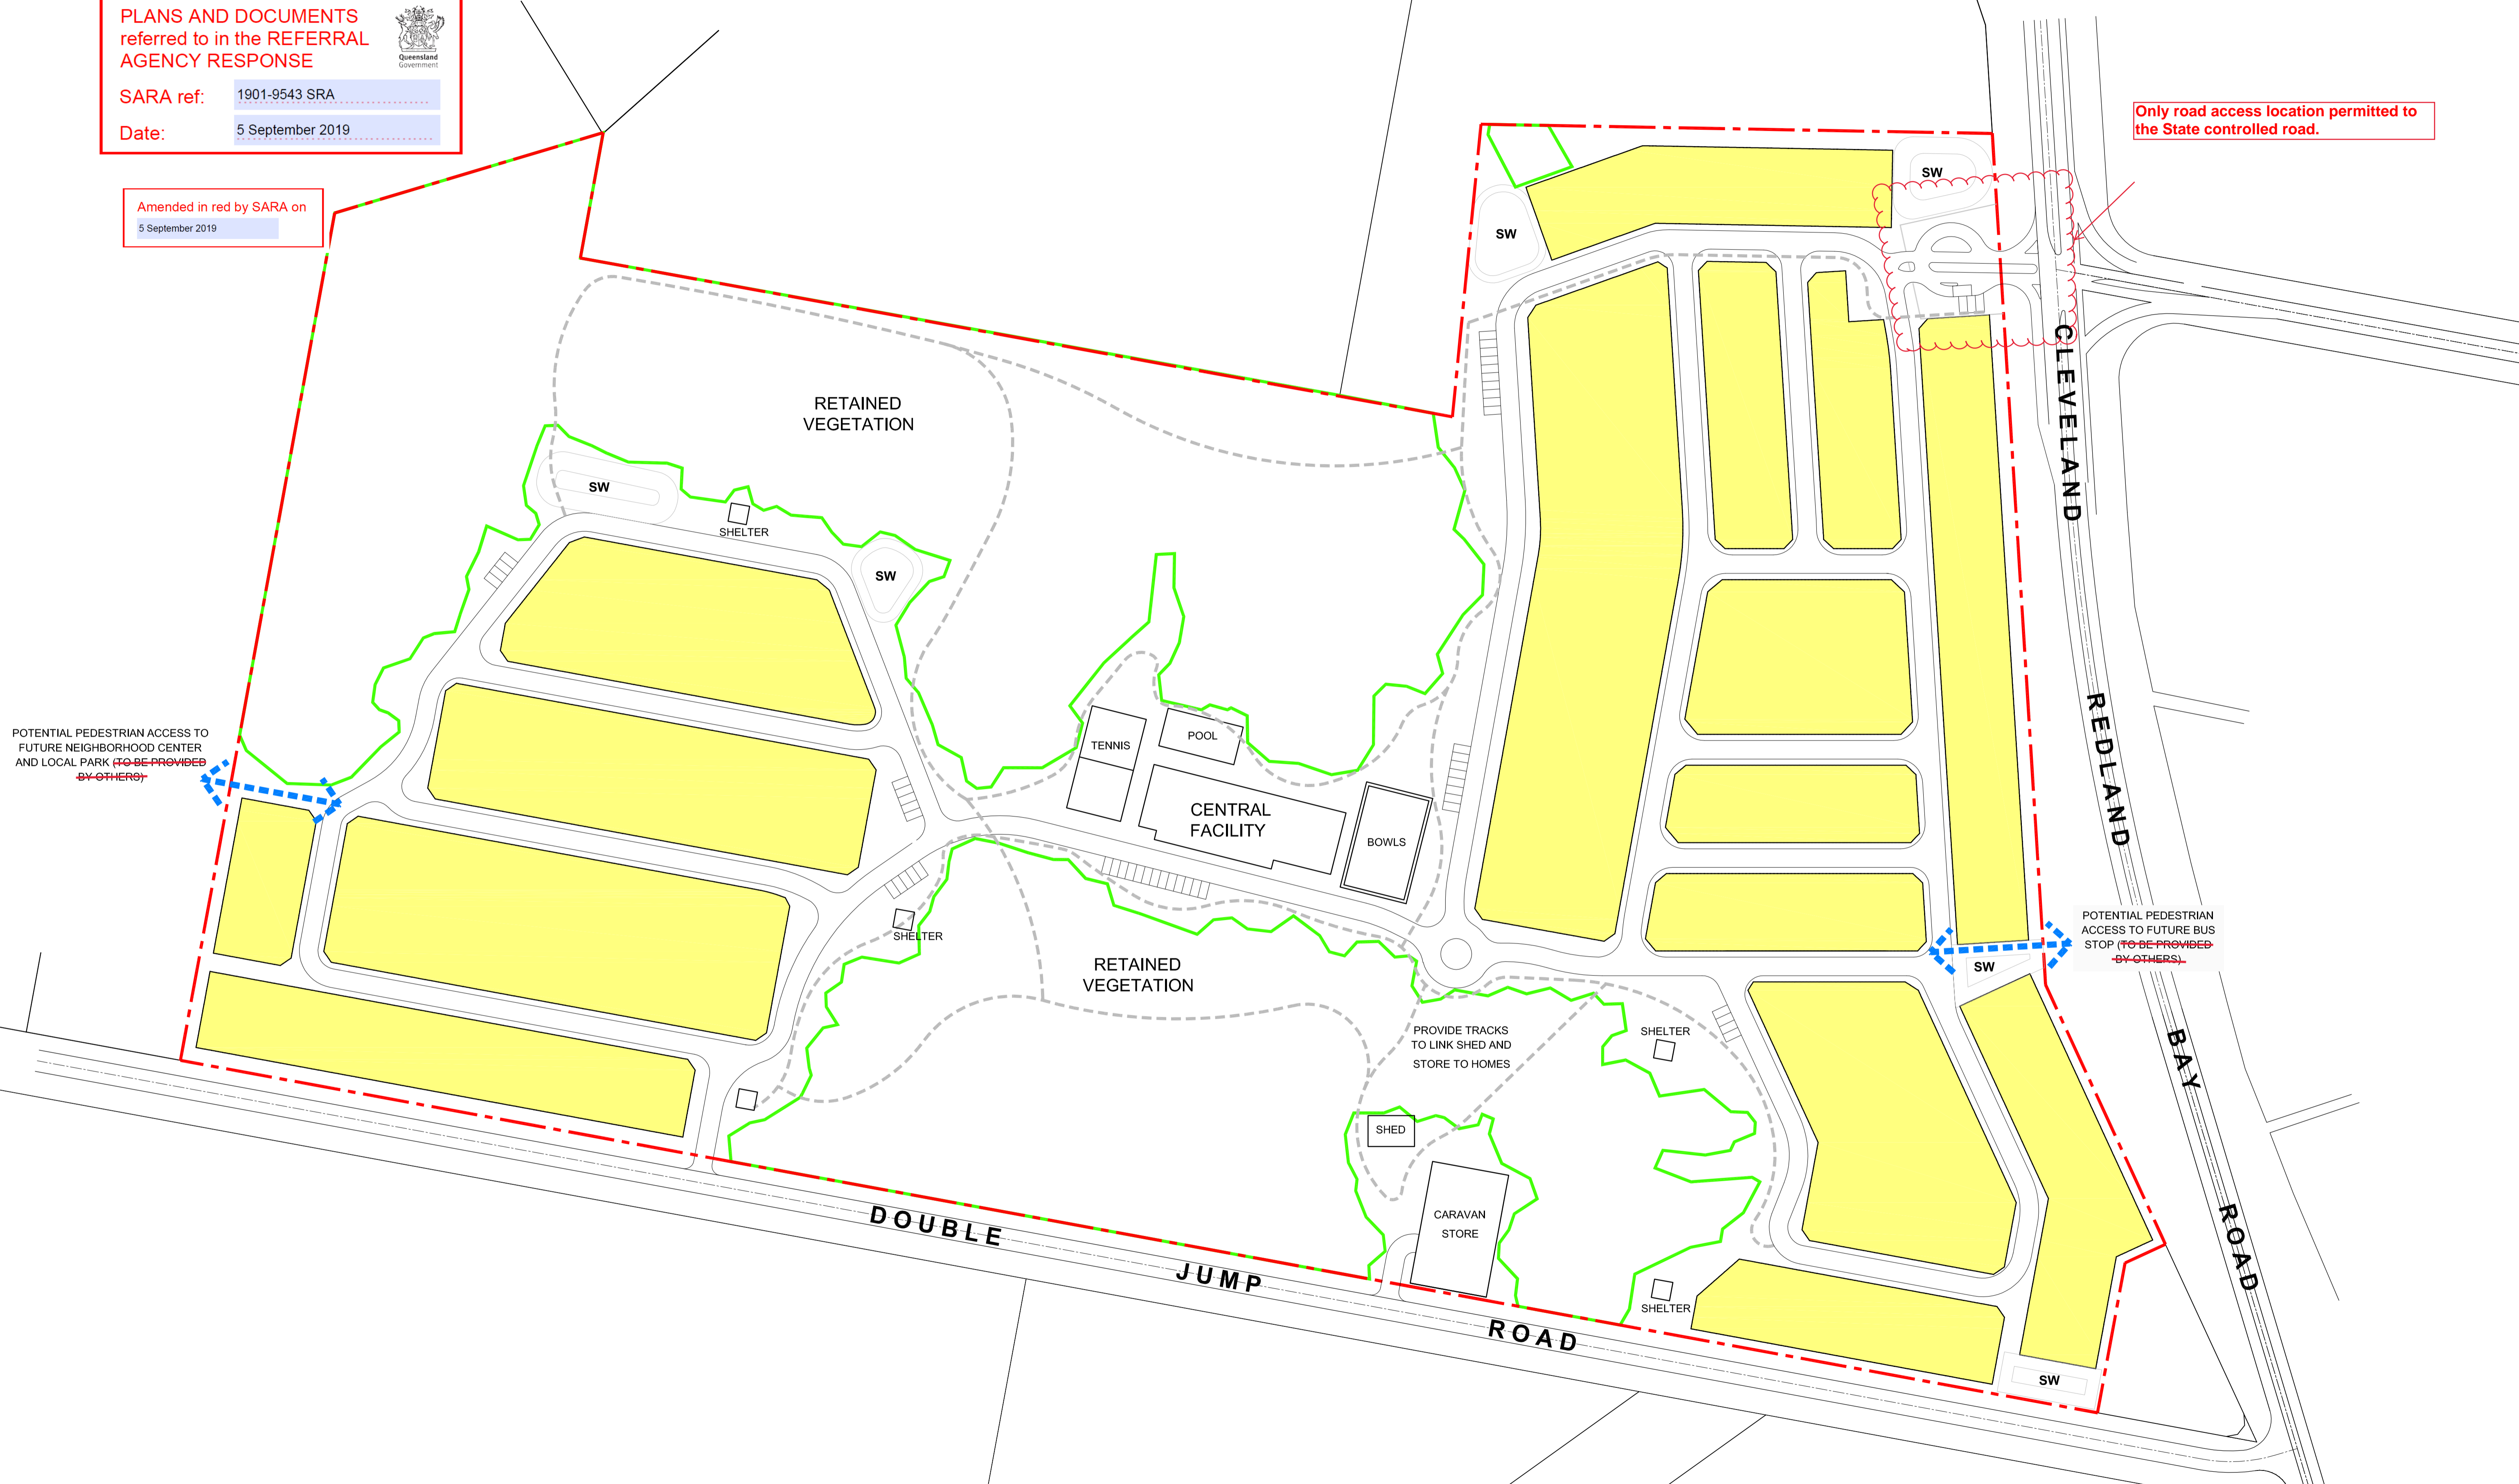 PLANS AND DOCUMENTS
referred to in the REFERRAL
AGENCY RESPONSE
Queensland
Government
SARA ref: 1901-9543 SRA
Date: 5 September 2019
Amended in red by SARA on
5 September 2019
Only road access location permitted to
the State controlled road.
SW
SW
CLEVELAND
RETAINED
VEGETATION
SW
SHELTER
SW
REDLAND
POTENTIAL PEDESTRIAN ACCESS TO
FUTURE NEIGHBORHOOD CENTER
AND LOCAL PARK (TO BE PROVIDED
BY OTHERS)
TENNIS
POOL
CENTRAL
FACILITY
BOWLS
SHELTER
RETAINED
VEGETATION
POTENTIAL PEDESTRIAN
ACCESS TO FUTURE BUS
STOP (TO BE PROVIDED
BY OTHERS)
SW
PROVIDE TRACKS
TO LINK SHED AND
STORE TO HOMES
SHELTER
BAY
SHED
CARAVAN
STORE
ROAD
DOUBLE
JUMP
ROAD
SHELTER
SW